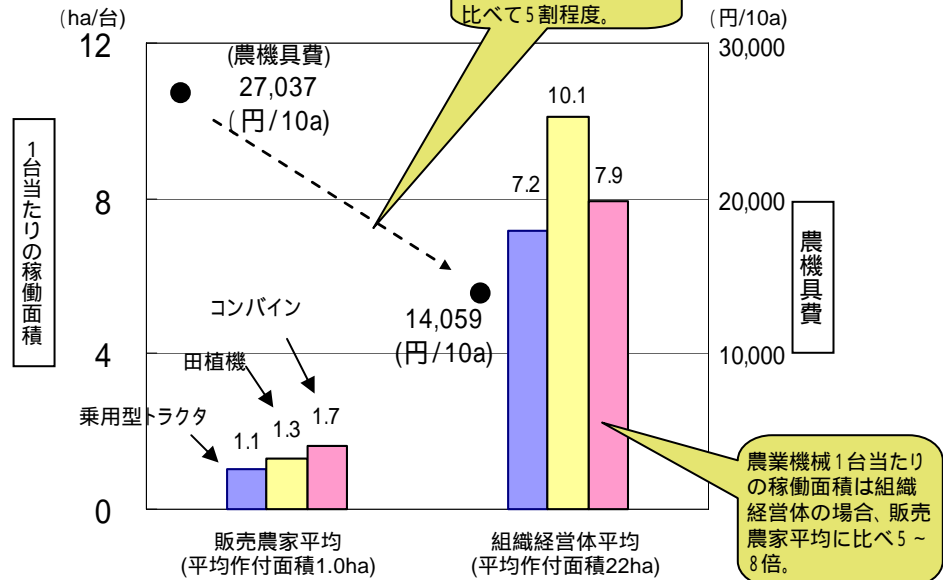 比べて5割程度。
(ha/台)
(円/10a)
12
8
4
0
30,000
20,000
10,000
1台当たりの稼働面積
農機具費
(農機具費)
27,037
(円/10a)
14,059
(円/10a)
コンバイン
田植機
乗用型トラクタ
1.1
1.3
1.7
7.2
10.1
7.9
農業機械1台当たり
の稼働面積は組織
経営体の場合、販売
農家平均に比べ5～
8倍。
販売農家平均
(平均作付面積1.0ha)
組織経営体平均
(平均作付面積22ha)